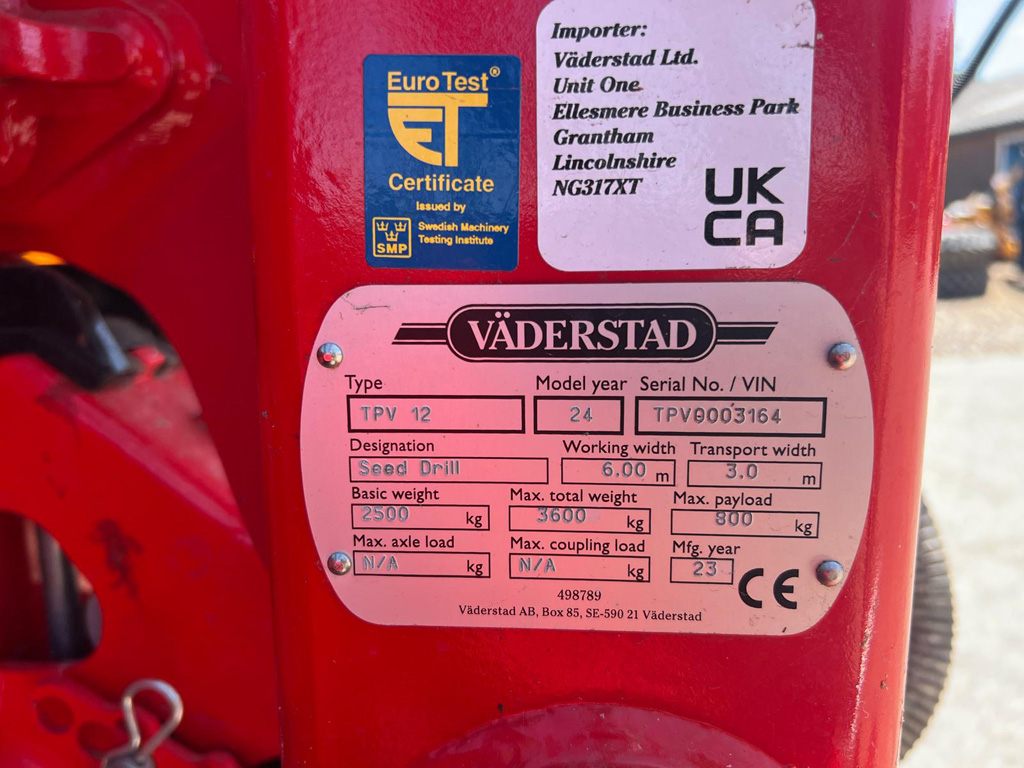 Euro Test®
ET
Certificate
Issued by
SMP
Swedish Machinery
Testing Institute
Importer:
Väderstad Ltd.
Unit One
Ellesmere Business Park
Grantham
Lincolnshire
NG317XT
UK
CA
VÄDERSTAD
Type Model year Serial No. / VIN
TPV 12 24 TPV0003164
Designation Working width Transport width
Seed Drill 6.00 m 3.0 m
Basic weight Max. total weight Max. payload
2500 kg 3600 kg 800 kg
Max. axle load Max. coupling load Mfg. year
N/A kg N/A kg 23 CE
498789
Väderstad AB, Box 85, SE-590 21 Väderstad